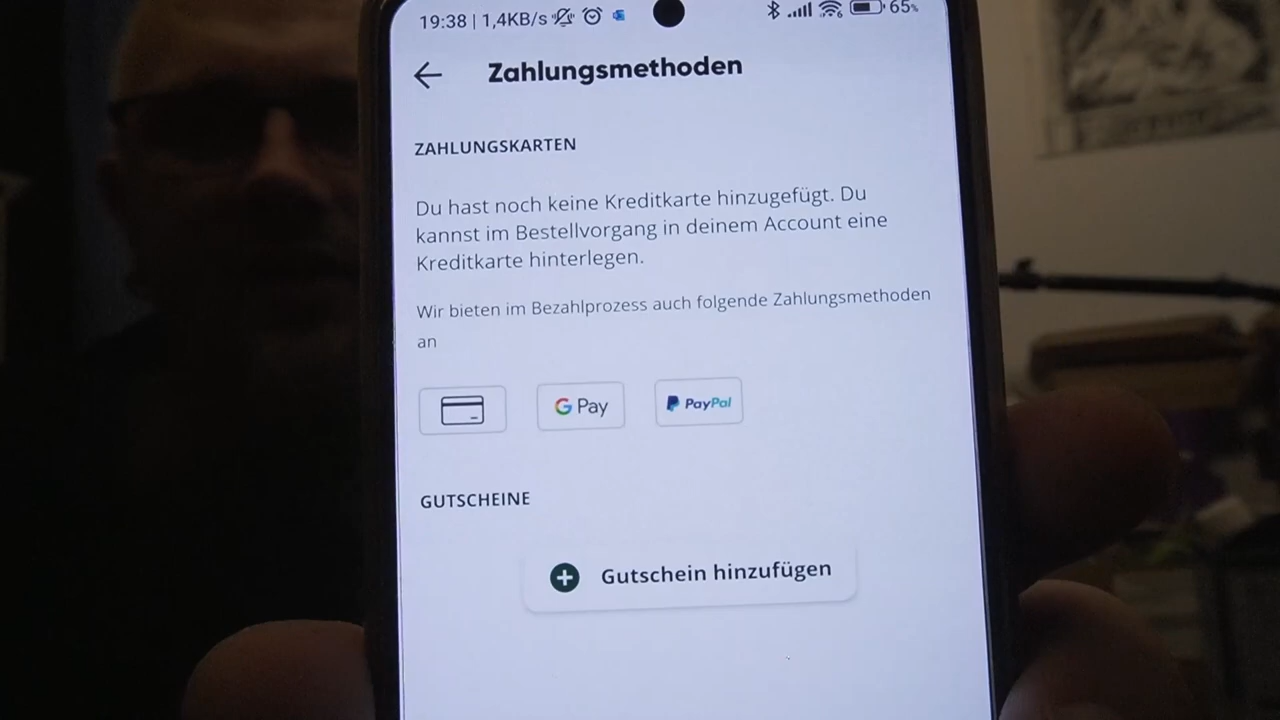 19:38 | 1,4KB/s 65%
Zahlungsmethoden
ZAHLUNGSKARTEN
Du hast noch keine Kreditkarte hinzugefügt. Du
kannst im Bestellvorgang in deinem Account eine
Kreditkarte hinterlegen.
Wir bieten im Bezahlprozess auch folgende Zahlungsmethoden
an
G Pay PayPal
GUTSCHEINE
Gutschein hinzufügen